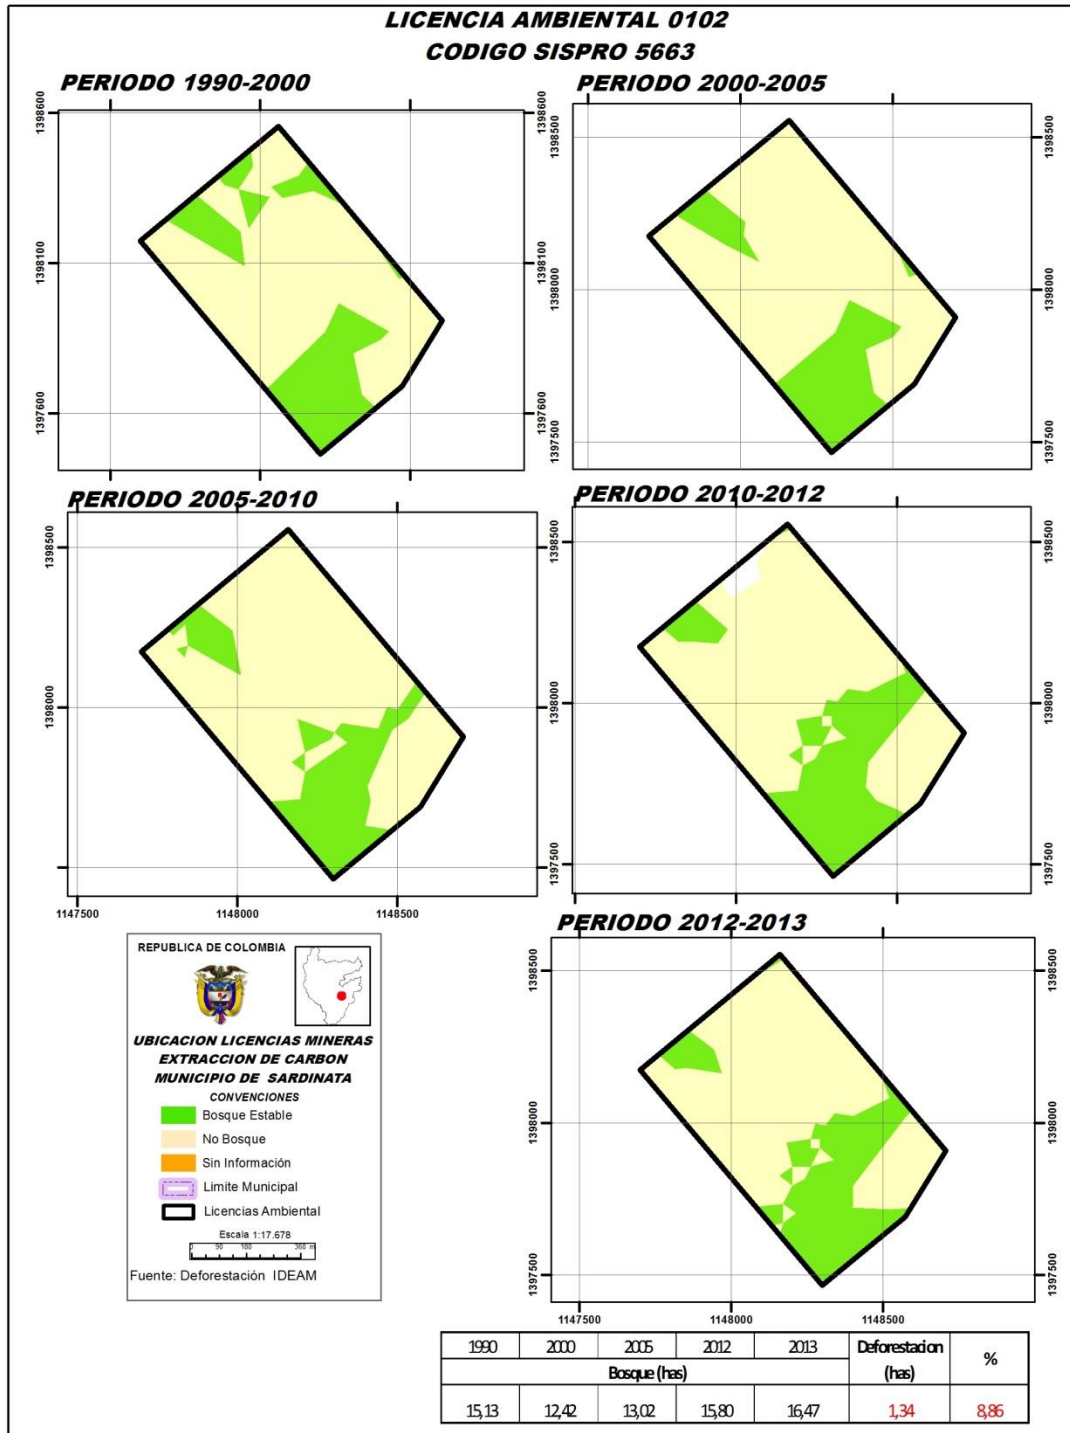 LICENCIA AMBIENTAL 0102
CODIGO SISPRO 5663
PERIODO 1990-2000
PERIODO 2000-2005
1398600
1398100
1397600
1398600
1398100
1397600
1398500
1398000
1397500
1398500
1398000
1397500
PERIODO 2005-2010
PERIODO 2010-2012
1398500
1398000
1397500
1398500
1398000
1397500
1398500
1398000
1397500
1147500 1148000 1148500
PERIODO 2012-2013
1398500
1398000
1397500
1398500
1398000
1397500
1147500 1148000 1148500
REPUBLICA DE COLOMBIA
UBICACION LICENCIAS MINERAS
EXTRACCION DE CARBON
MUNICIPIO DE SARDINATA
CONVENCIONES
Bosque Estable
No Bosque
Sin Información
Limite Municipal
Licencias Ambiental
Escala 1:17.678
0 90 180 360 m
Fuente: Deforestación IDEAM
1990 2000 2005 2012 2013 Deforestacion (has) %
Bosque (has)
15,13 12,42 13,02 15,80 16,47 1,34 8,86